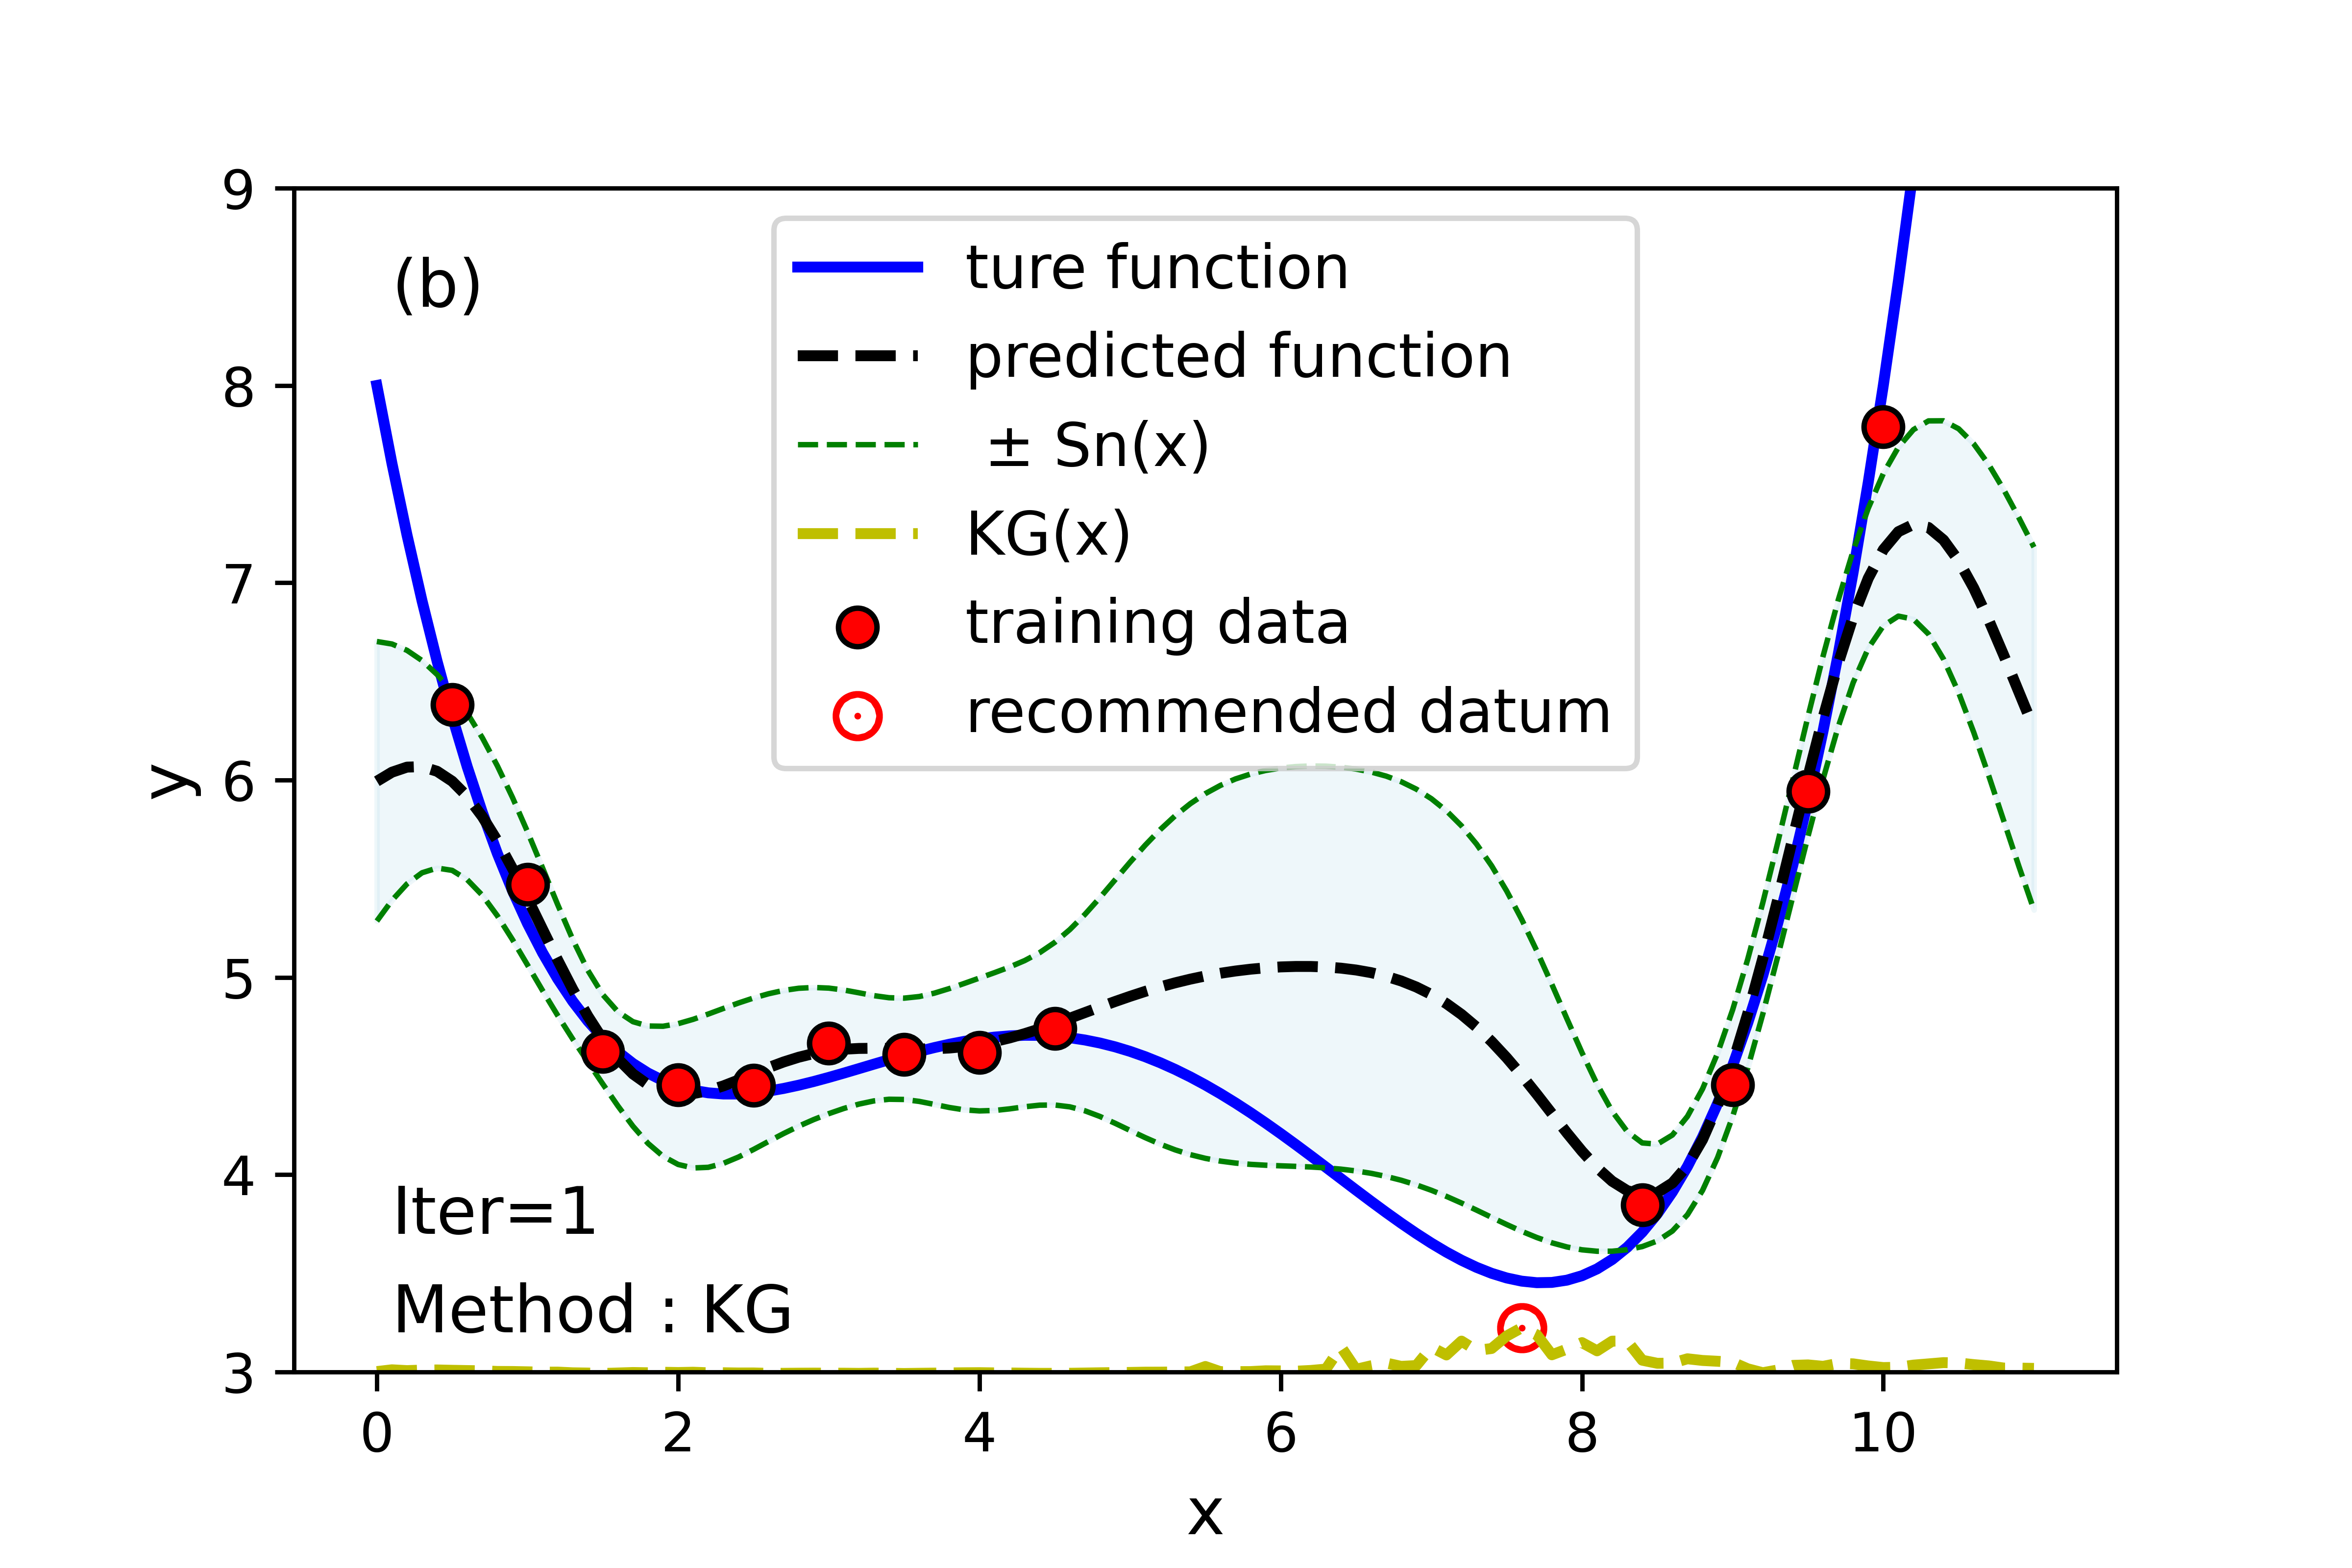 (b)
ture function
predicted function
± Sn(x)
KG(x)
training data
recommended datum
Iter=1
Method : KG
y
9
8
7
6
5
4
3
0 2 4 6 8 10
x